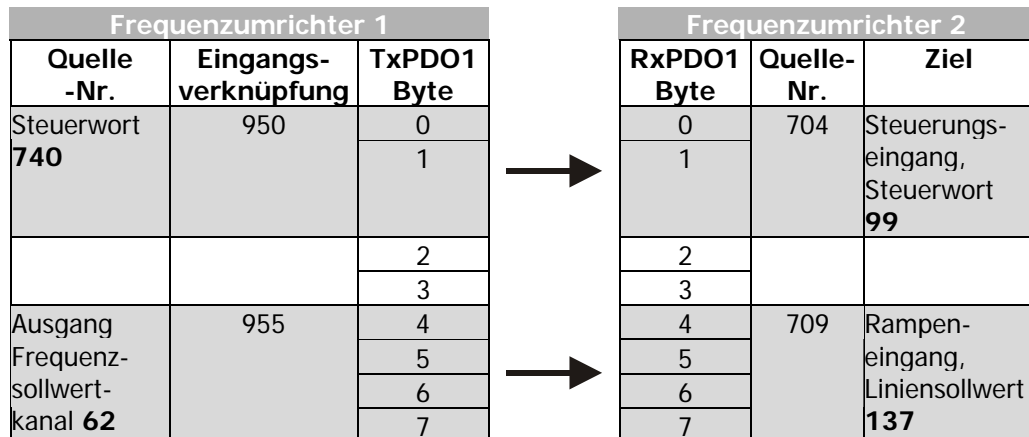 Frequenzumrichter 1
Quelle -Nr. Eingangs-verknüpfung TxPDO1 Byte
Steuerwort 740 950 0
1
2
3
Ausgang Frequenz-sollwert-kanal 62 955 4
5
6
7
Frequenzumrichter 2
RxPDO1 Byte Quelle-Nr. Ziel
0 704 Steuerungs-eingang, Steuerwort 99
1
2
3
4 709 Rampen-eingang, Liniensollwert 137
5
6
7